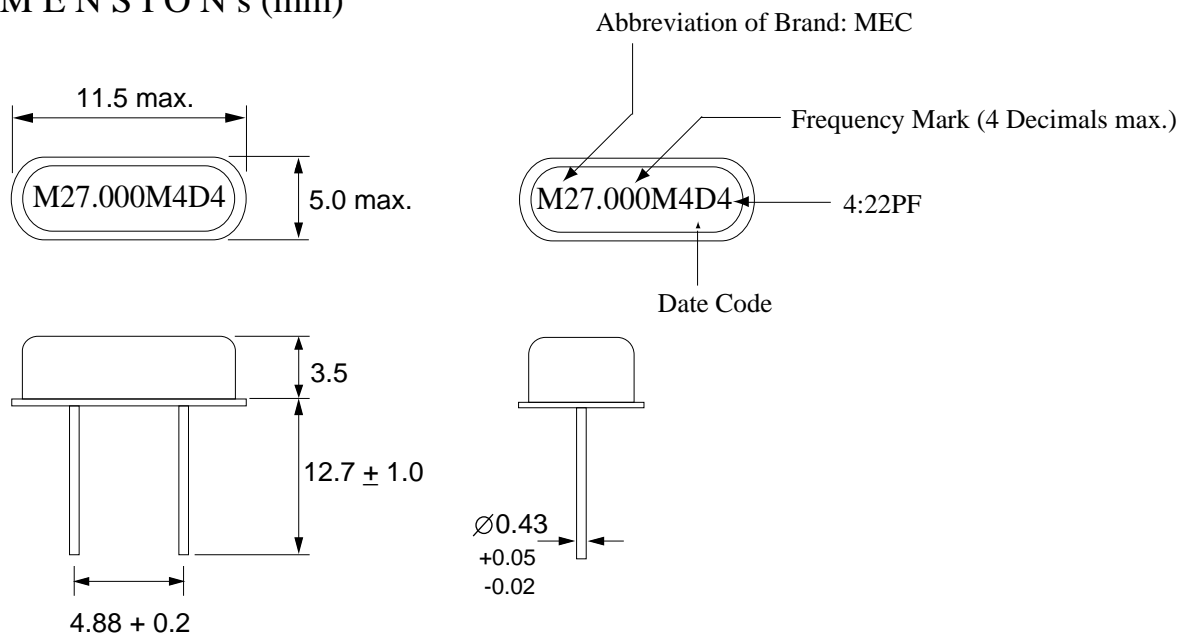 M E N S I O N's (mm)
Abbreviation of Brand: MEC
11.5 max.
Frequency Mark (4 Decimals max.)
M27.000M4D4
5.0 max.
M27.000M4D4
4:22PF
Date Code
3.5
12.7 ± 1.0
4.88 + 0.2
∅0.43
+0.05
-0.02